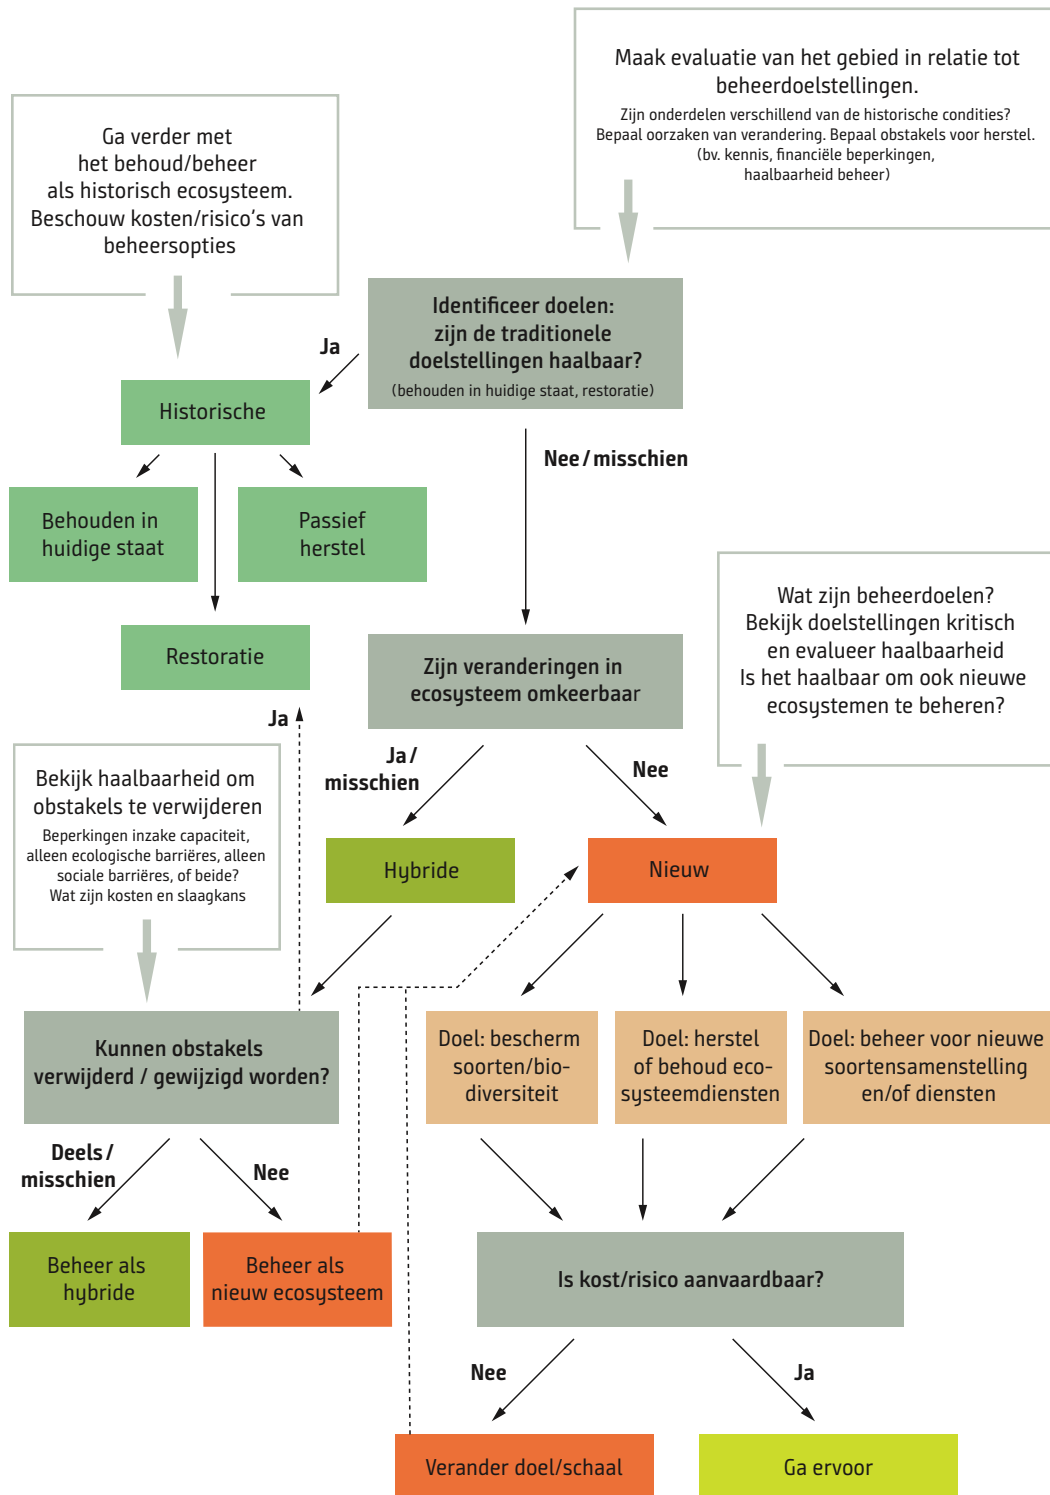 Maak evaluatie van het gebied in relatie tot
beheerdoelstellingen.
Zijn onderdelen verschillend van de historische condities?
Bepaal oorzaken van verandering. Bepaal obstakels voor herstel.
(bv. kennis, financiële beperkingen,
haalbaarheid beheer)
Ga verder met
het behoud/beheer
als historisch ecosysteem.
Beschouw kosten/risico's van
beheersopties
Identificeer doelen:
zijn de traditionele
doelstellingen haalbaar?
(behouden in huidige staat, restoratie)
Ja
Historische
Nee / misschien
Behouden in
huidige staat
Passief
herstel
Restoratie
Wat zijn beheerdoelen?
Bekijk doelstellingen kritisch
en evalueer haalbaarheid
Is het haalbaar om ook nieuwe
ecosystemen te beheren?
Zijn veranderingen in
ecosysteem omkeerbaar
Ja
Ja /
misschien
Nee
Bekijk haalbaarheid om
obstakels te verwijderen
Beperkingen inzake capaciteit,
alleen ecologische barrières, alleen
sociale barrières, of beide?
Wat zijn kosten en slaagkans
Hybride
Nieuw
Kunnen obstakels
verwijderd / gewijzigd worden?
Doel: bescherm
soorten/bio-
diversiteit
Doel: herstel
of behoud eco-
systeemdiensten
Doel: beheer voor nieuwe
soortensamenstelling
en/of diensten
Deels /
misschien
Nee
Beheer als
hybride
Beheer als
nieuw ecosysteem
Is kost/risico aanvaardbaar?
Nee
Ja
Verander doel/schaal
Ga ervoor